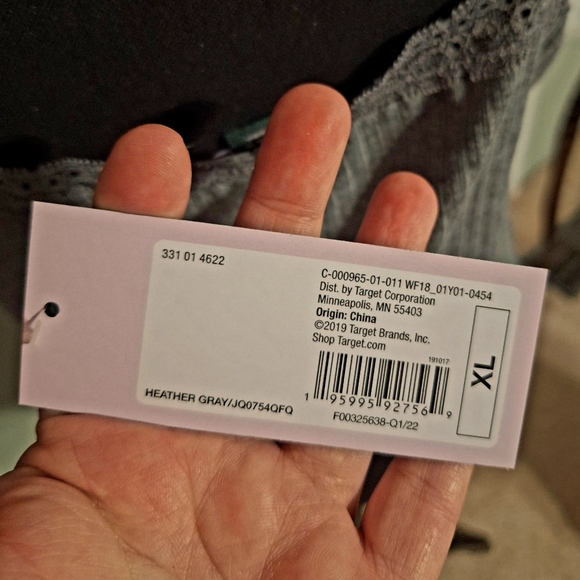 331 01 4622
C-000965-01-011 WF18_01Y01-0454
Dist. by Target Corporation
Minneapolis, MN 55403
Origin: China
©2019 Target Brands, Inc.
Shop Target.com
191017
XL
1 95995 92756 9
HEATHER GRAY/JQ0754QFQ
F00325638-Q1/22